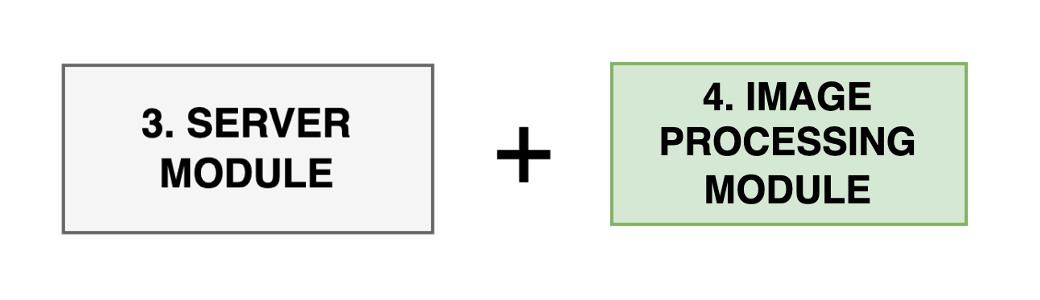 3. SERVER
MODULE
+
4. IMAGE
PROCESSING
MODULE